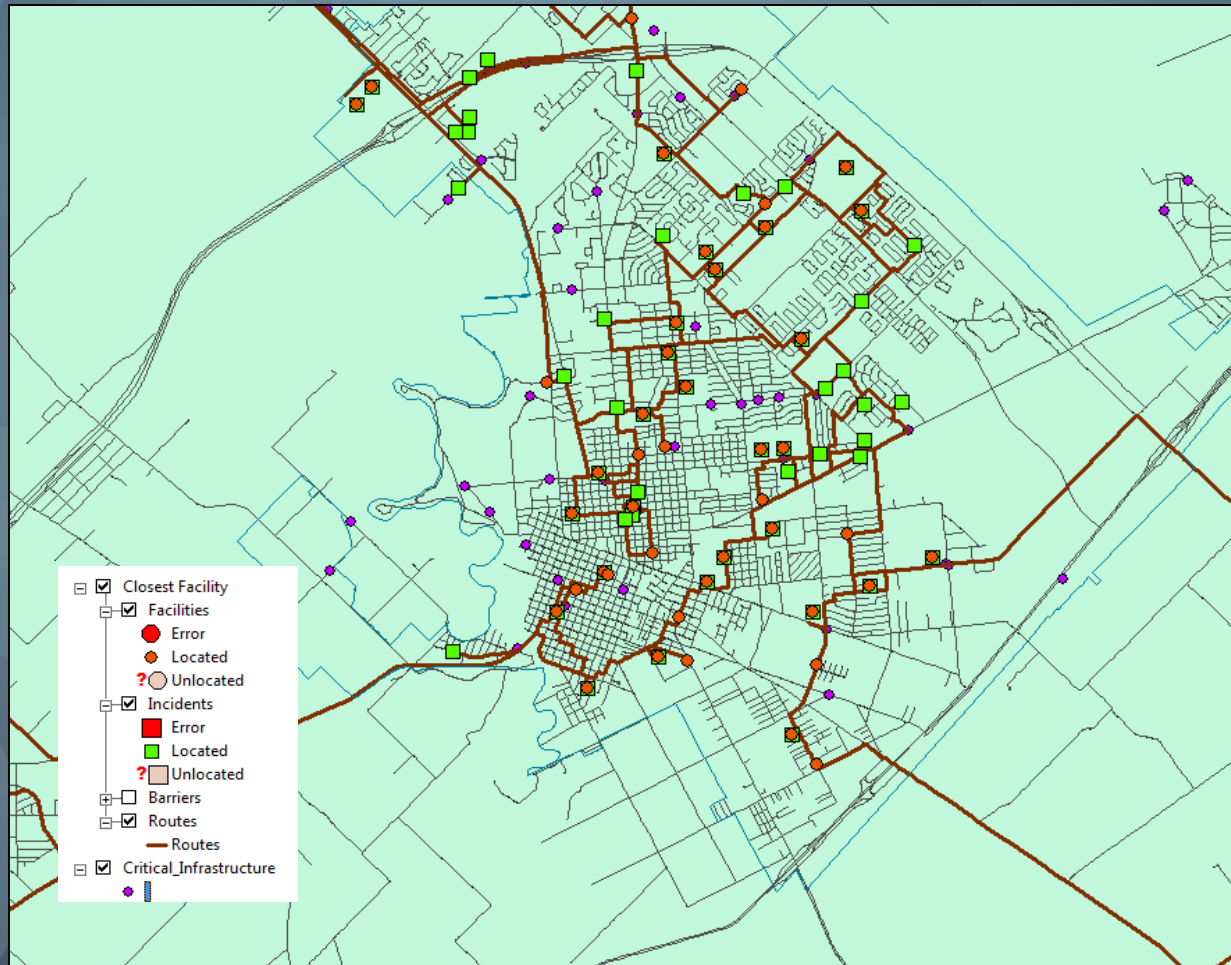 Closest Facility
Facilities
Error
Located
? Unlocated
Incidents
Error
Located
? Unlocated
Barriers
Routes
Routes
Critical_Infrastructure